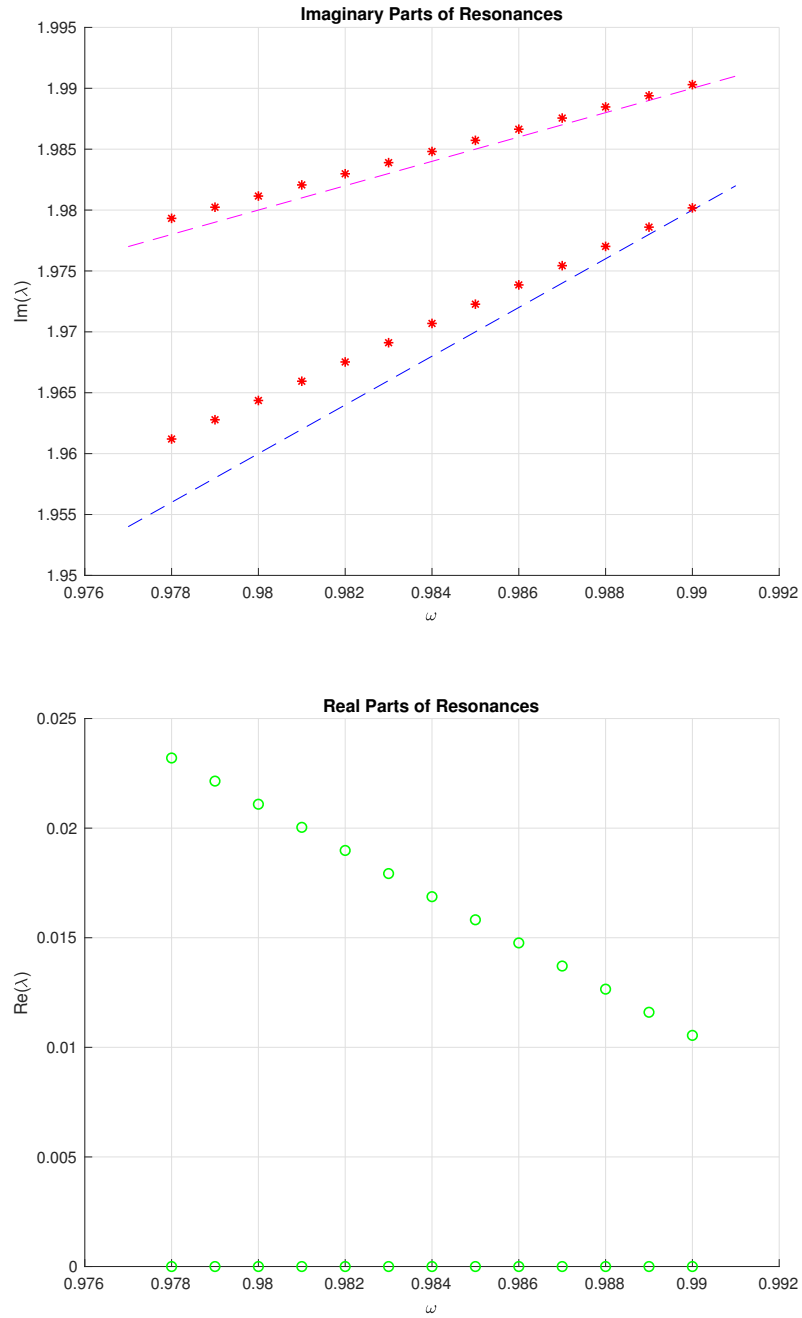 Imaginary Parts of Resonances
1.995
1.99
1.985
1.98
1.975
1.97
1.965
1.96
1.955
1.95
Im(λ)
0.976 0.978 0.98 0.982 0.984 0.986 0.988 0.99 0.992
ω
Real Parts of Resonances
0.025
0.02
0.015
0.01
0.005
0
Re(λ)
0.976 0.978 0.98 0.982 0.984 0.986 0.988 0.99 0.992
ω